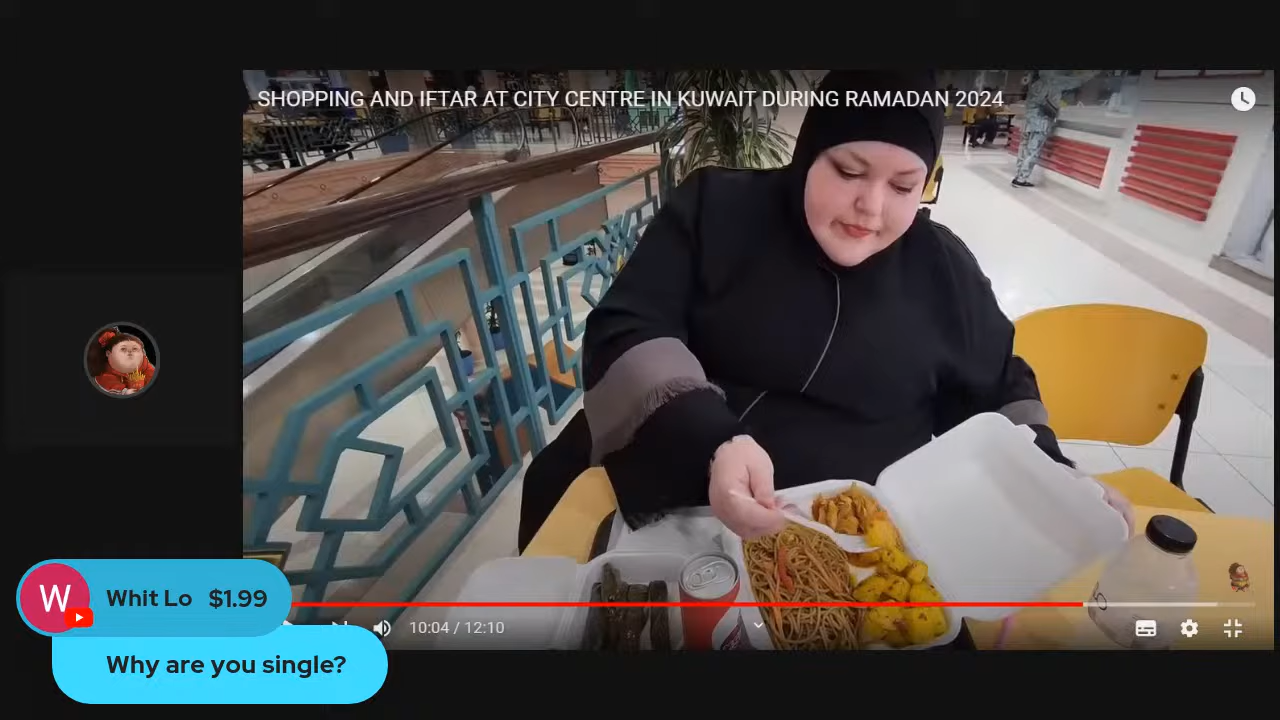 SHOPPING AND IFTAR AT CITY CENTRE IN KUWAIT DURING RAMADAN 2024
W Whit Lo $1.99
10:04 / 12:10
Why are you single?